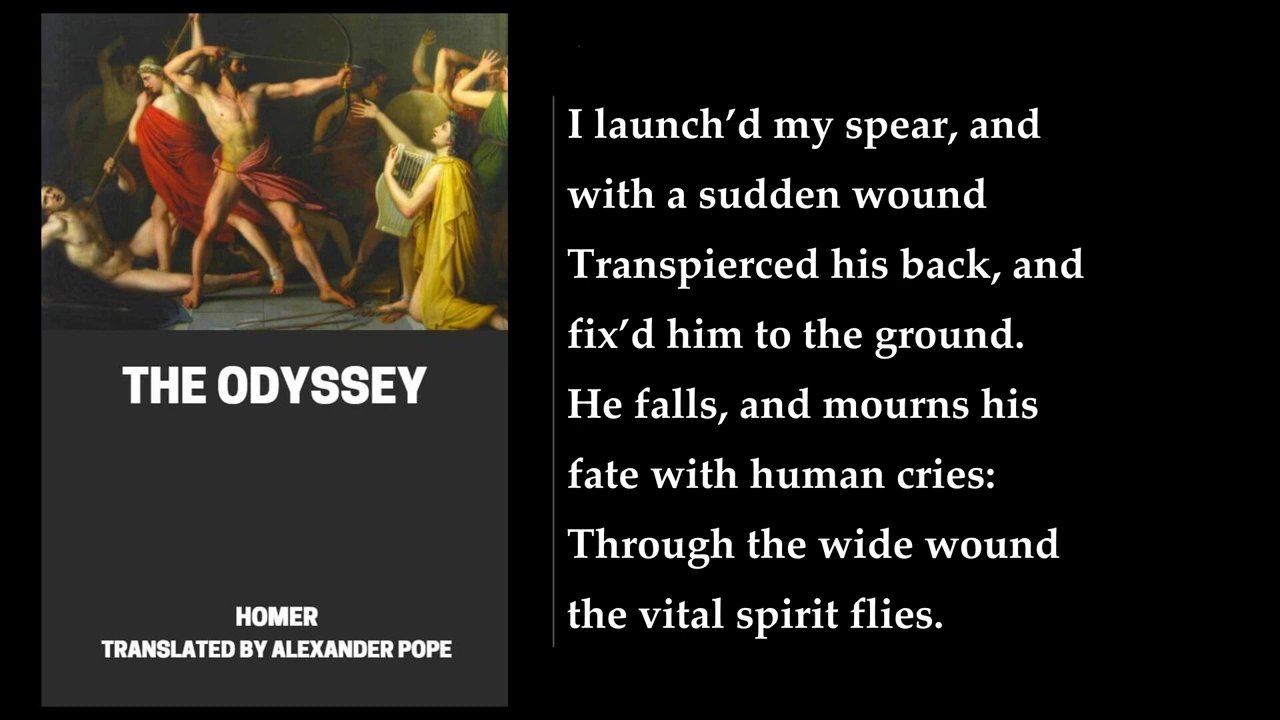 THE ODYSSEY
HOMER
TRANSLATED BY ALEXANDER POPE
I launch’d my spear, and
with a sudden wound
Transpierced his back, and
fix’d him to the ground.
He falls, and mourns his
fate with human cries:
Through the wide wound
the vital spirit flies.